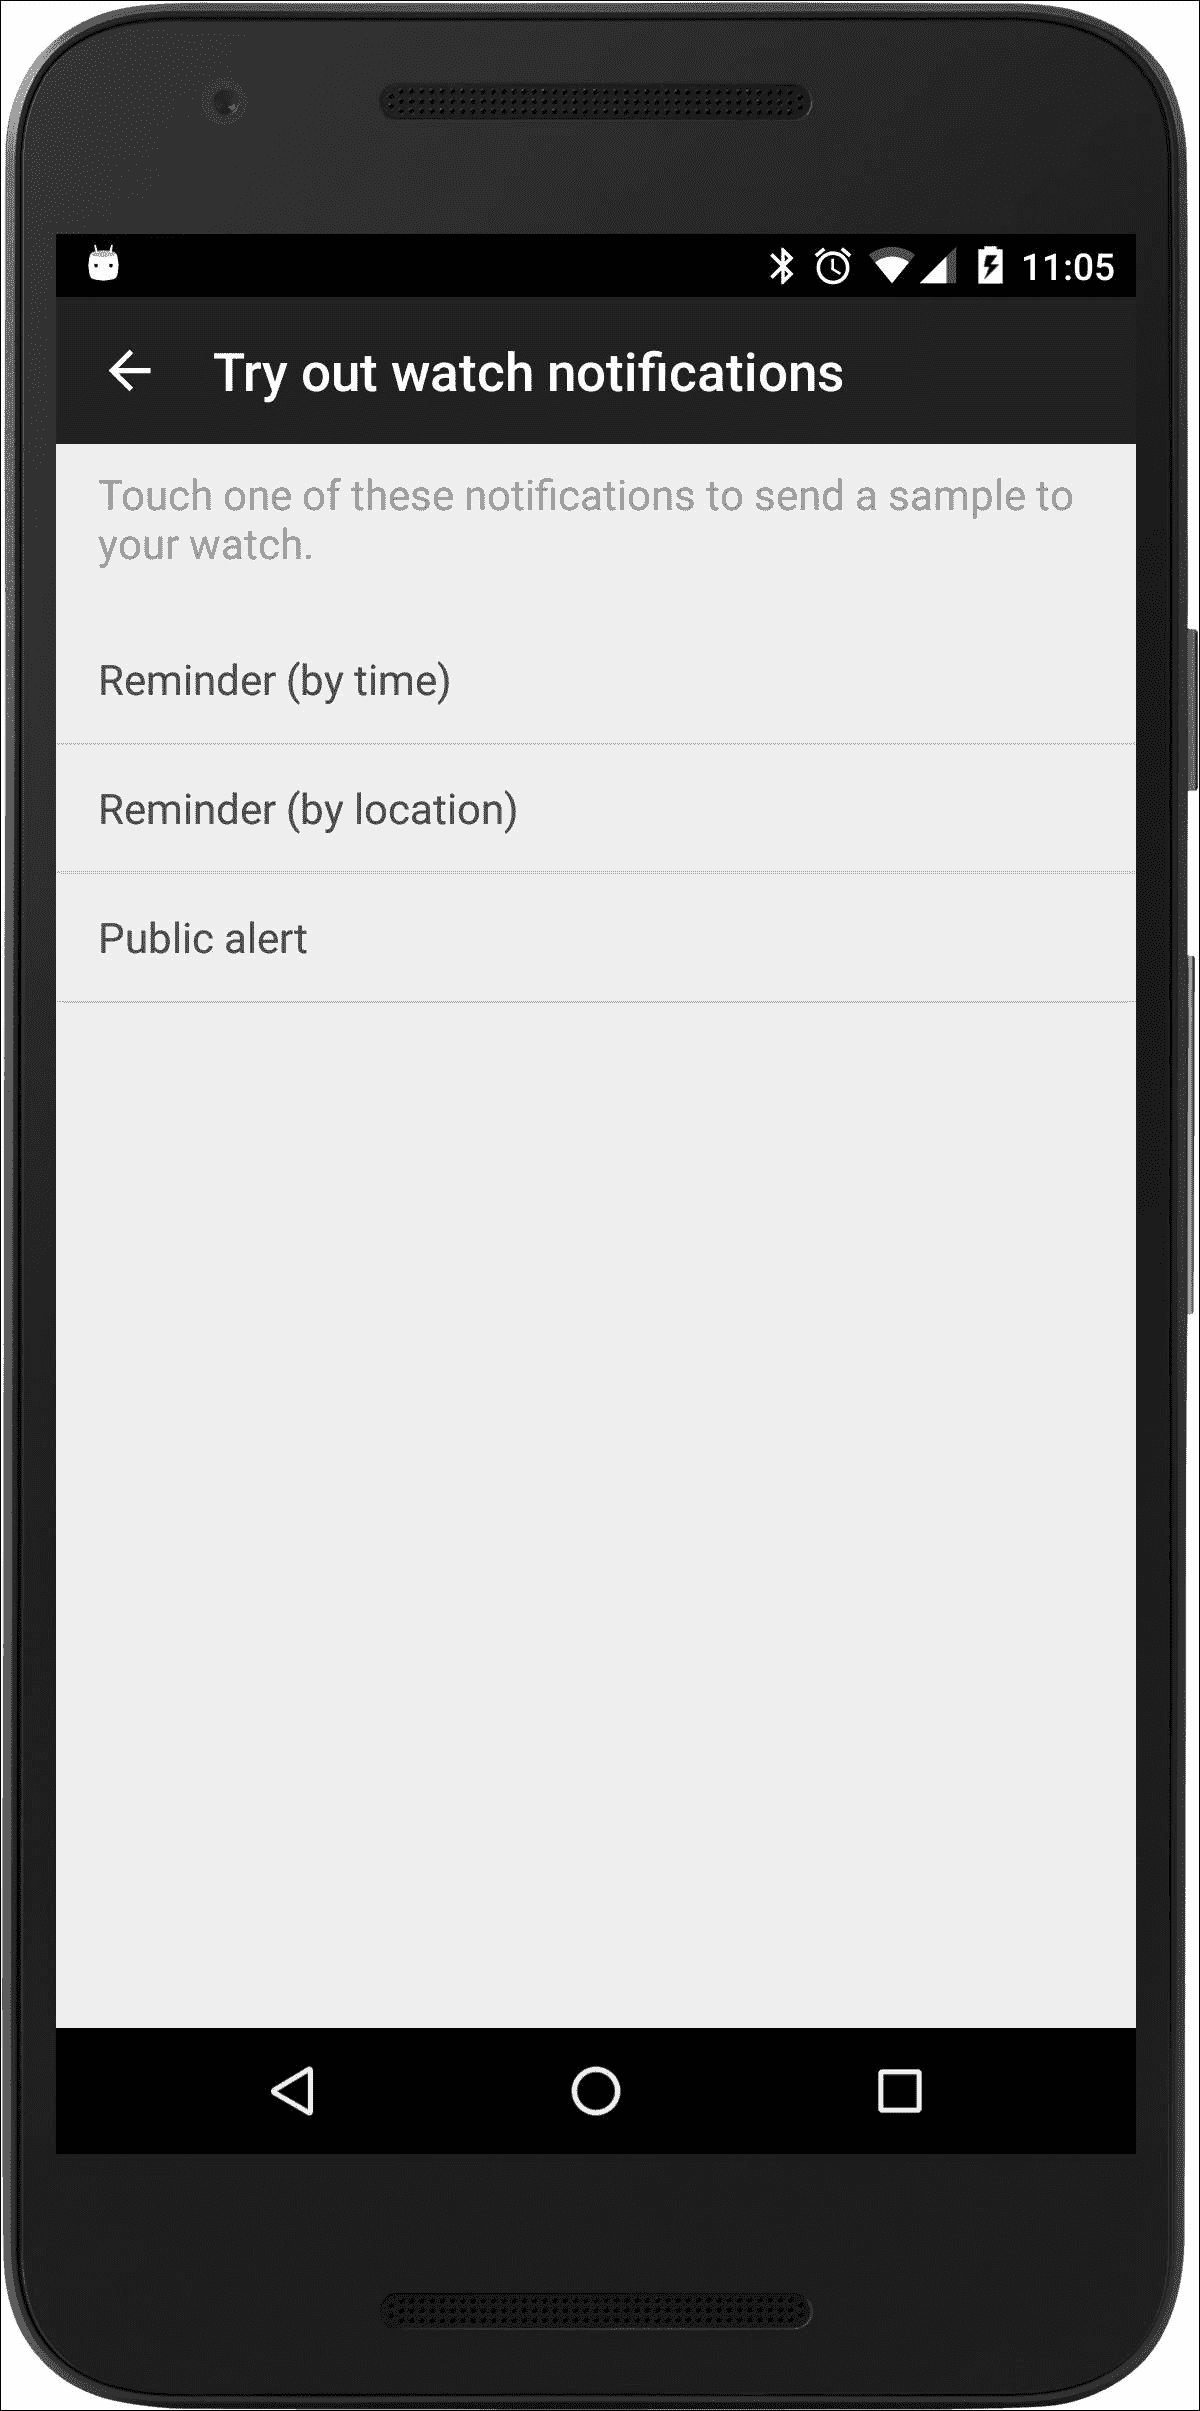 11:05
Try out watch notifications
Touch one of these notifications to send a sample to
your watch.
Reminder (by time)
Reminder (by location)
Public alert